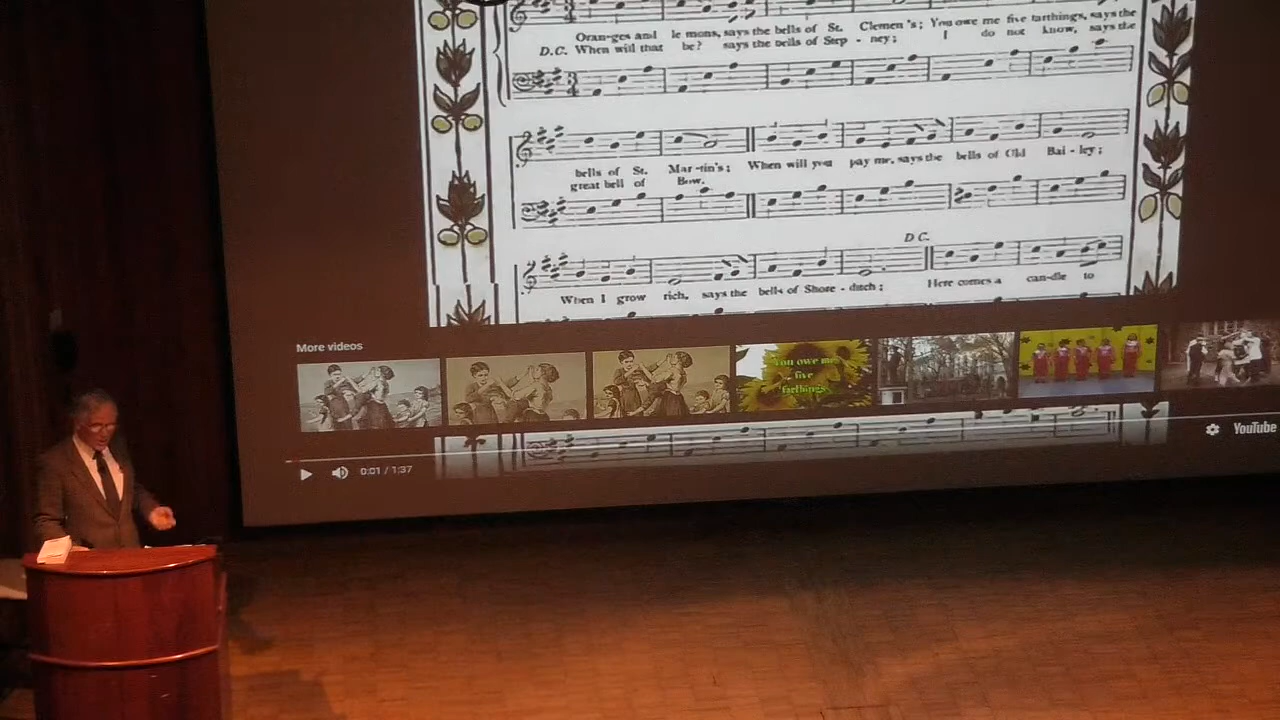 Oran-ges and le mons, says the bells of St. Clemen's; You owe me five farthings, says the
D.C. When will that be? says the bells of Step - ney; I do not know, says the
bells of St. Mar-tin's; When will you pay me, says the bells of Old Bai - ley;
great bell of Bow.
D C.
When I grow rich, says the bells of Shore - ditch; Here comes a can-dle to
More videos
You owe me
five
farthings
0:01 / 1:37
YouTube